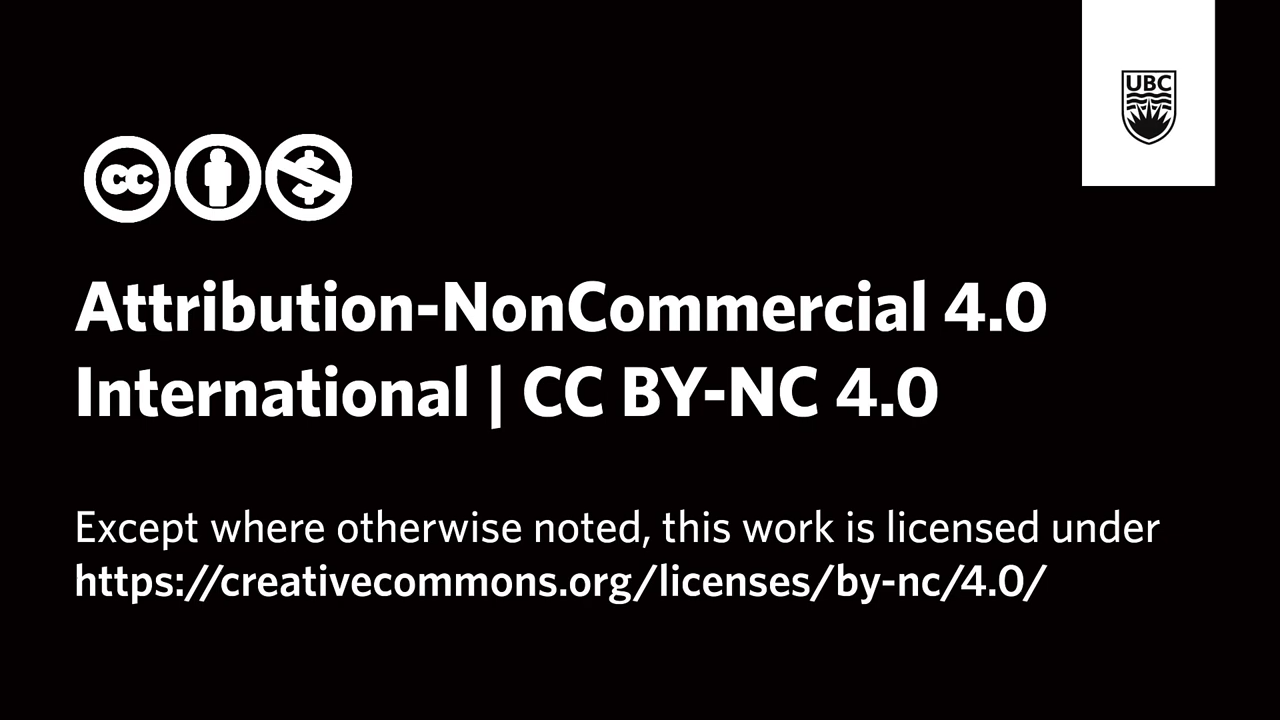 UBC
cc
Attribution-NonCommercial 4.0
International | CC BY-NC 4.0
Except where otherwise noted, this work is licensed under
https://creativecommons.org/licenses/by-nc/4.0/